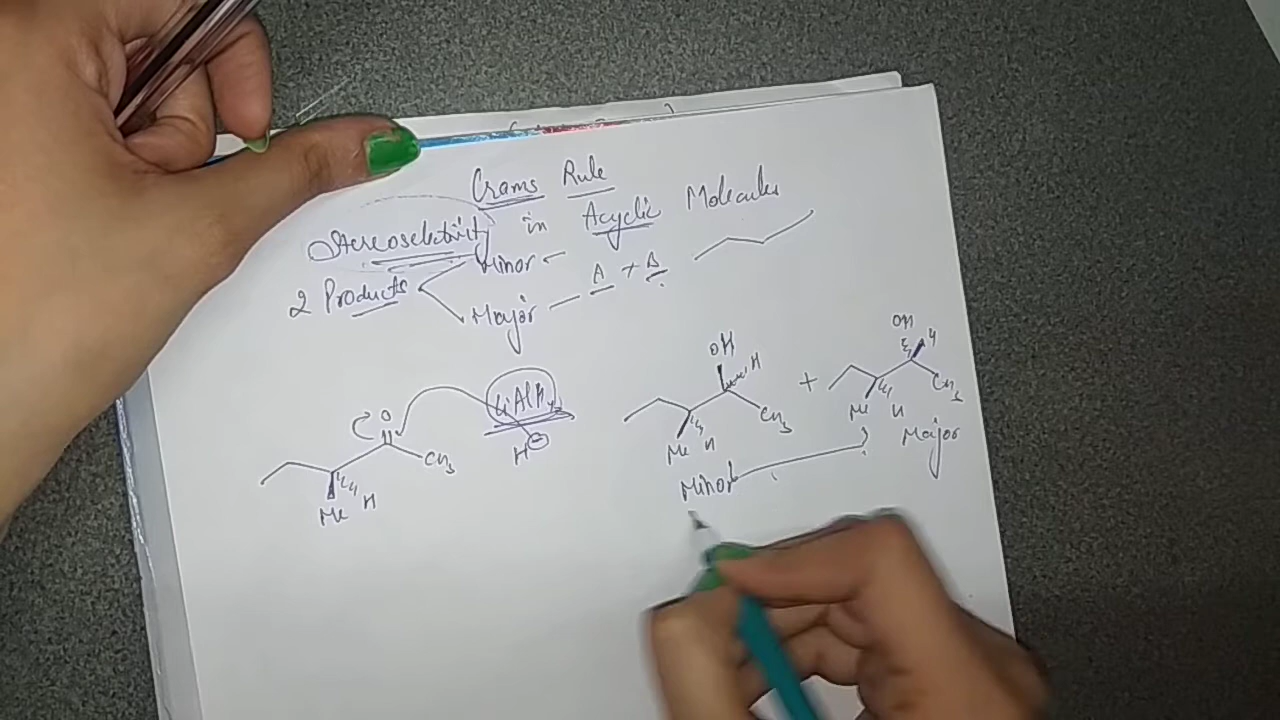 Crams Rule
Stereoselectivity in Acyclic Molecules
2 Products
Minor
Major
A + B
LiAlH4
H⊖
O
CH3
Me H
OH
H
CH3
Me H
Minor
+
OH
H
CH3
Me H
Major